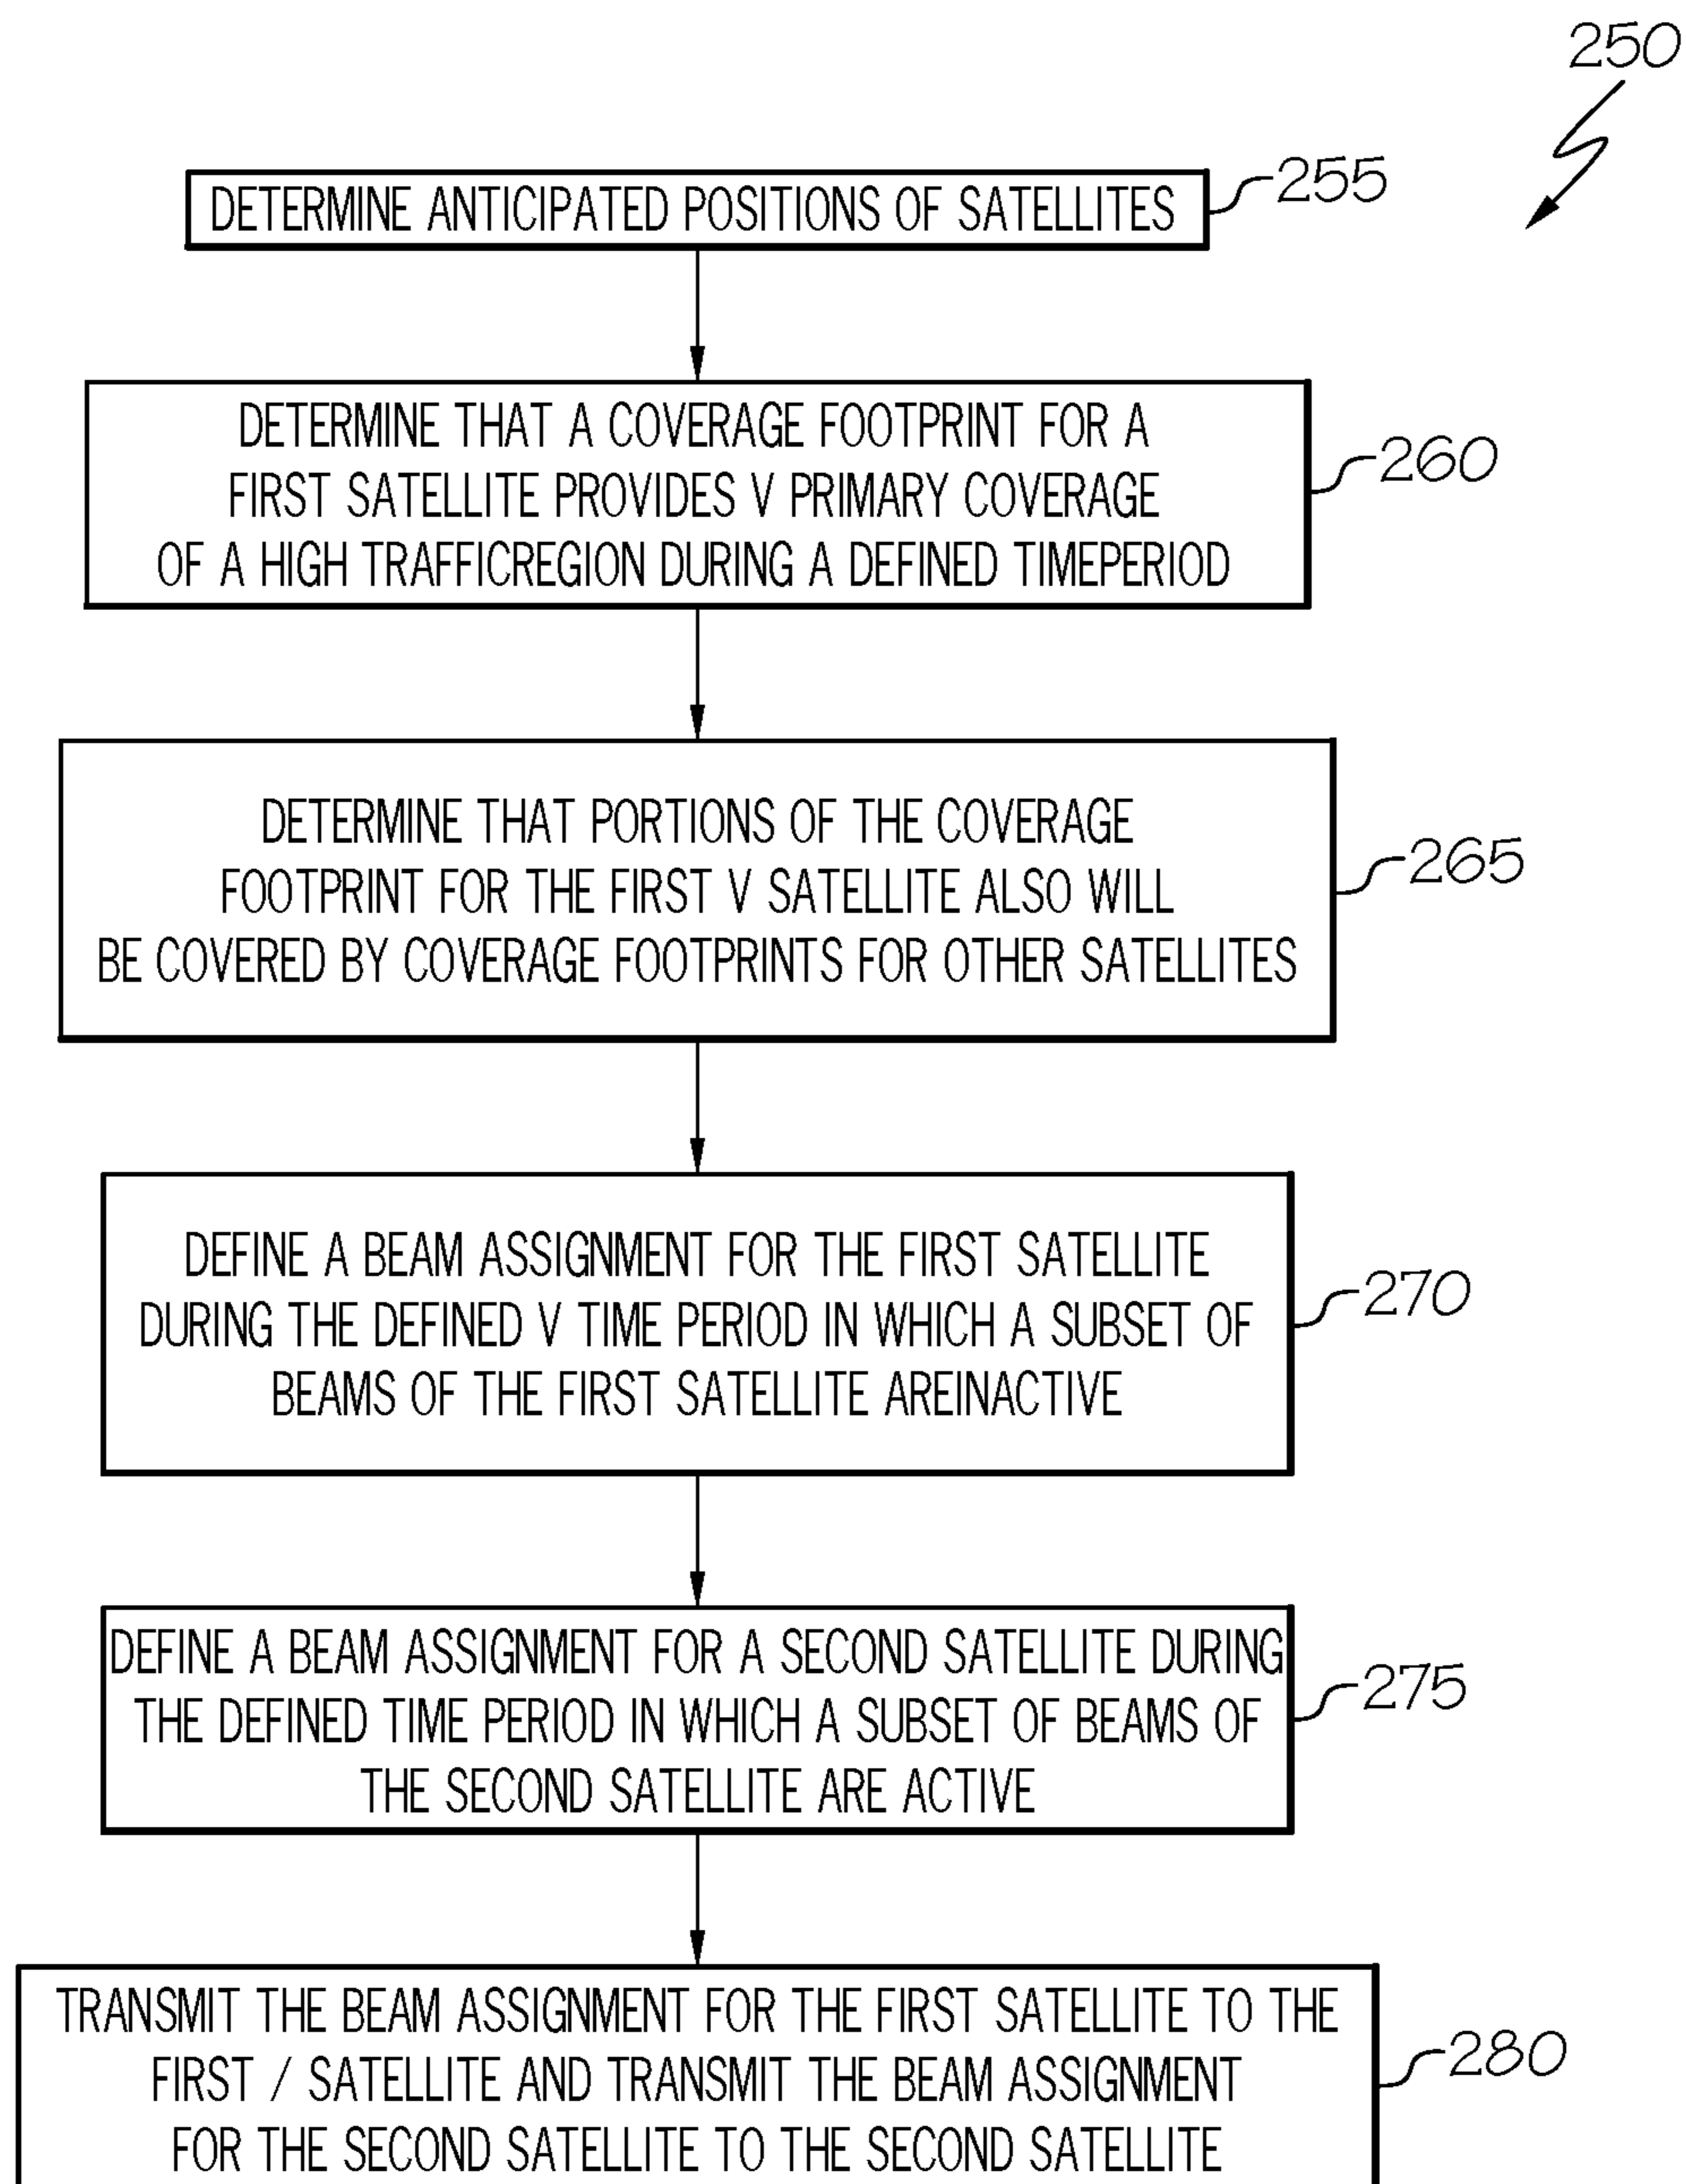 250
DETERMINE ANTICIPATED POSITIONS OF SATELLITES
255
DETERMINE THAT A COVERAGE FOOTPRINT FOR A
FIRST SATELLITE PROVIDES V PRIMARY COVERAGE
OF A HIGH TRAFFICREGION DURING A DEFINED TIMEPERIOD
260
DETERMINE THAT PORTIONS OF THE COVERAGE
FOOTPRINT FOR THE FIRST V SATELLITE ALSO WILL
BE COVERED BY COVERAGE FOOTPRINTS FOR OTHER SATELLITES
265
DEFINE A BEAM ASSIGNMENT FOR THE FIRST SATELLITE
DURING THE DEFINED V TIME PERIOD IN WHICH A SUBSET OF
BEAMS OF THE FIRST SATELLITE AREINACTIVE
270
DEFINE A BEAM ASSIGNMENT FOR A SECOND SATELLITE DURING
THE DEFINED TIME PERIOD IN WHICH A SUBSET OF BEAMS OF
THE SECOND SATELLITE ARE ACTIVE
275
TRANSMIT THE BEAM ASSIGNMENT FOR THE FIRST SATELLITE TO THE
FIRST / SATELLITE AND TRANSMIT THE BEAM ASSIGNMENT
FOR THE SECOND SATELLITE TO THE SECOND SATELLITE
280